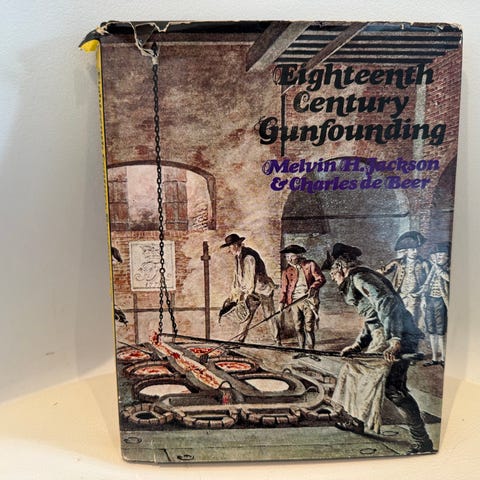 Eighteenth
Century
Gunfounding
Melvin H. Jackson
& Charles de Beer